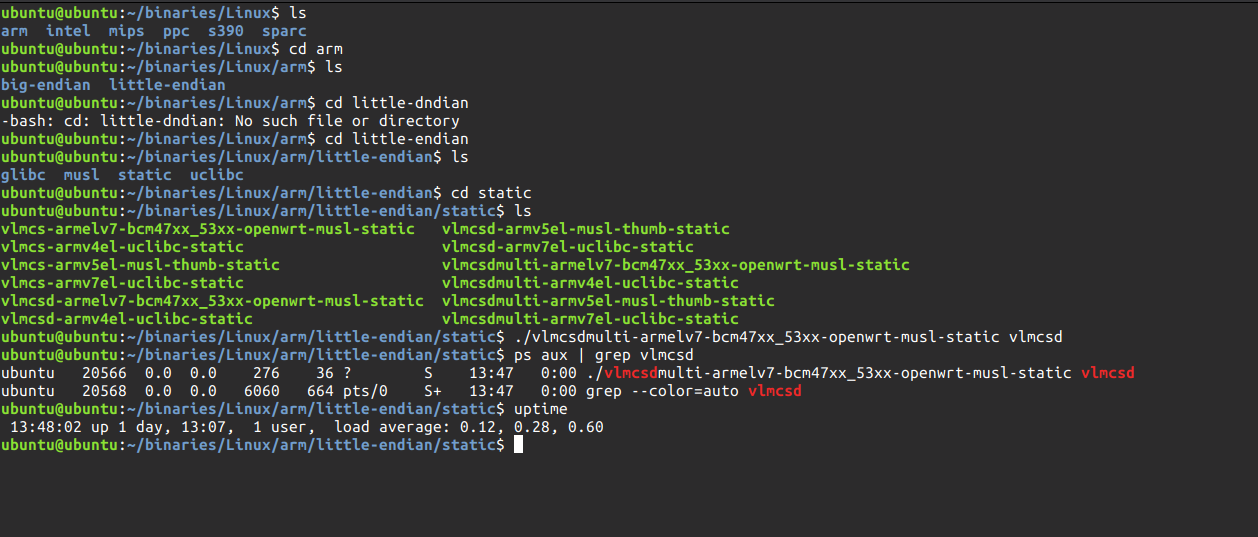 ubuntu@ubuntu:~/binaries/Linux$ ls
arm  intel  mips  ppc  s390  sparc
ubuntu@ubuntu:~/binaries/Linux$ cd arm
ubuntu@ubuntu:~/binaries/Linux/arm$ ls
big-endian  little-endian
ubuntu@ubuntu:~/binaries/Linux/arm$ cd little-dndian
-bash: cd: little-dndian: No such file or directory
ubuntu@ubuntu:~/binaries/Linux/arm$ cd little-endian
ubuntu@ubuntu:~/binaries/Linux/arm/little-endian$ ls
glibc  musl  static  uclibc
ubuntu@ubuntu:~/binaries/Linux/arm/little-endian$ cd static
ubuntu@ubuntu:~/binaries/Linux/arm/little-endian/static$ ls
vlmcs-armelv7-bcm47xx_53xx-openwrt-musl-static   vlmcsd-armv5el-musl-thumb-static
vlmcs-armv4el-uclibc-static                      vlmcsd-armv7el-uclibc-static
vlmcs-armv5el-musl-thumb-static                  vlmcsdmulti-armelv7-bcm47xx_53xx-openwrt-musl-static
vlmcs-armv7el-uclibc-static                      vlmcsdmulti-armv4el-uclibc-static
vlmcsd-armelv7-bcm47xx_53xx-openwrt-musl-static  vlmcsdmulti-armv5el-musl-thumb-static
vlmcsd-armv4el-uclibc-static                     vlmcsdmulti-armv7el-uclibc-static
ubuntu@ubuntu:~/binaries/Linux/arm/little-endian/static$ ./vlmcsdmulti-armelv7-bcm47xx_53xx-openwrt-musl-static vlmcsd
ubuntu@ubuntu:~/binaries/Linux/arm/little-endian/static$ ps aux | grep vlmcsd
ubuntu   20566  0.0  0.0    276    36 ?        S    13:47   0:00 ./vlmcsdmulti-armelv7-bcm47xx_53xx-openwrt-musl-static vlmcsd
ubuntu   20568  0.0  0.0   6060   664 pts/0    S+   13:47   0:00 grep --color=auto vlmcsd
ubuntu@ubuntu:~/binaries/Linux/arm/little-endian/static$ uptime
 13:48:02 up 1 day, 13:07,  1 user,  load average: 0.12, 0.28, 0.60
ubuntu@ubuntu:~/binaries/Linux/arm/little-endian/static$